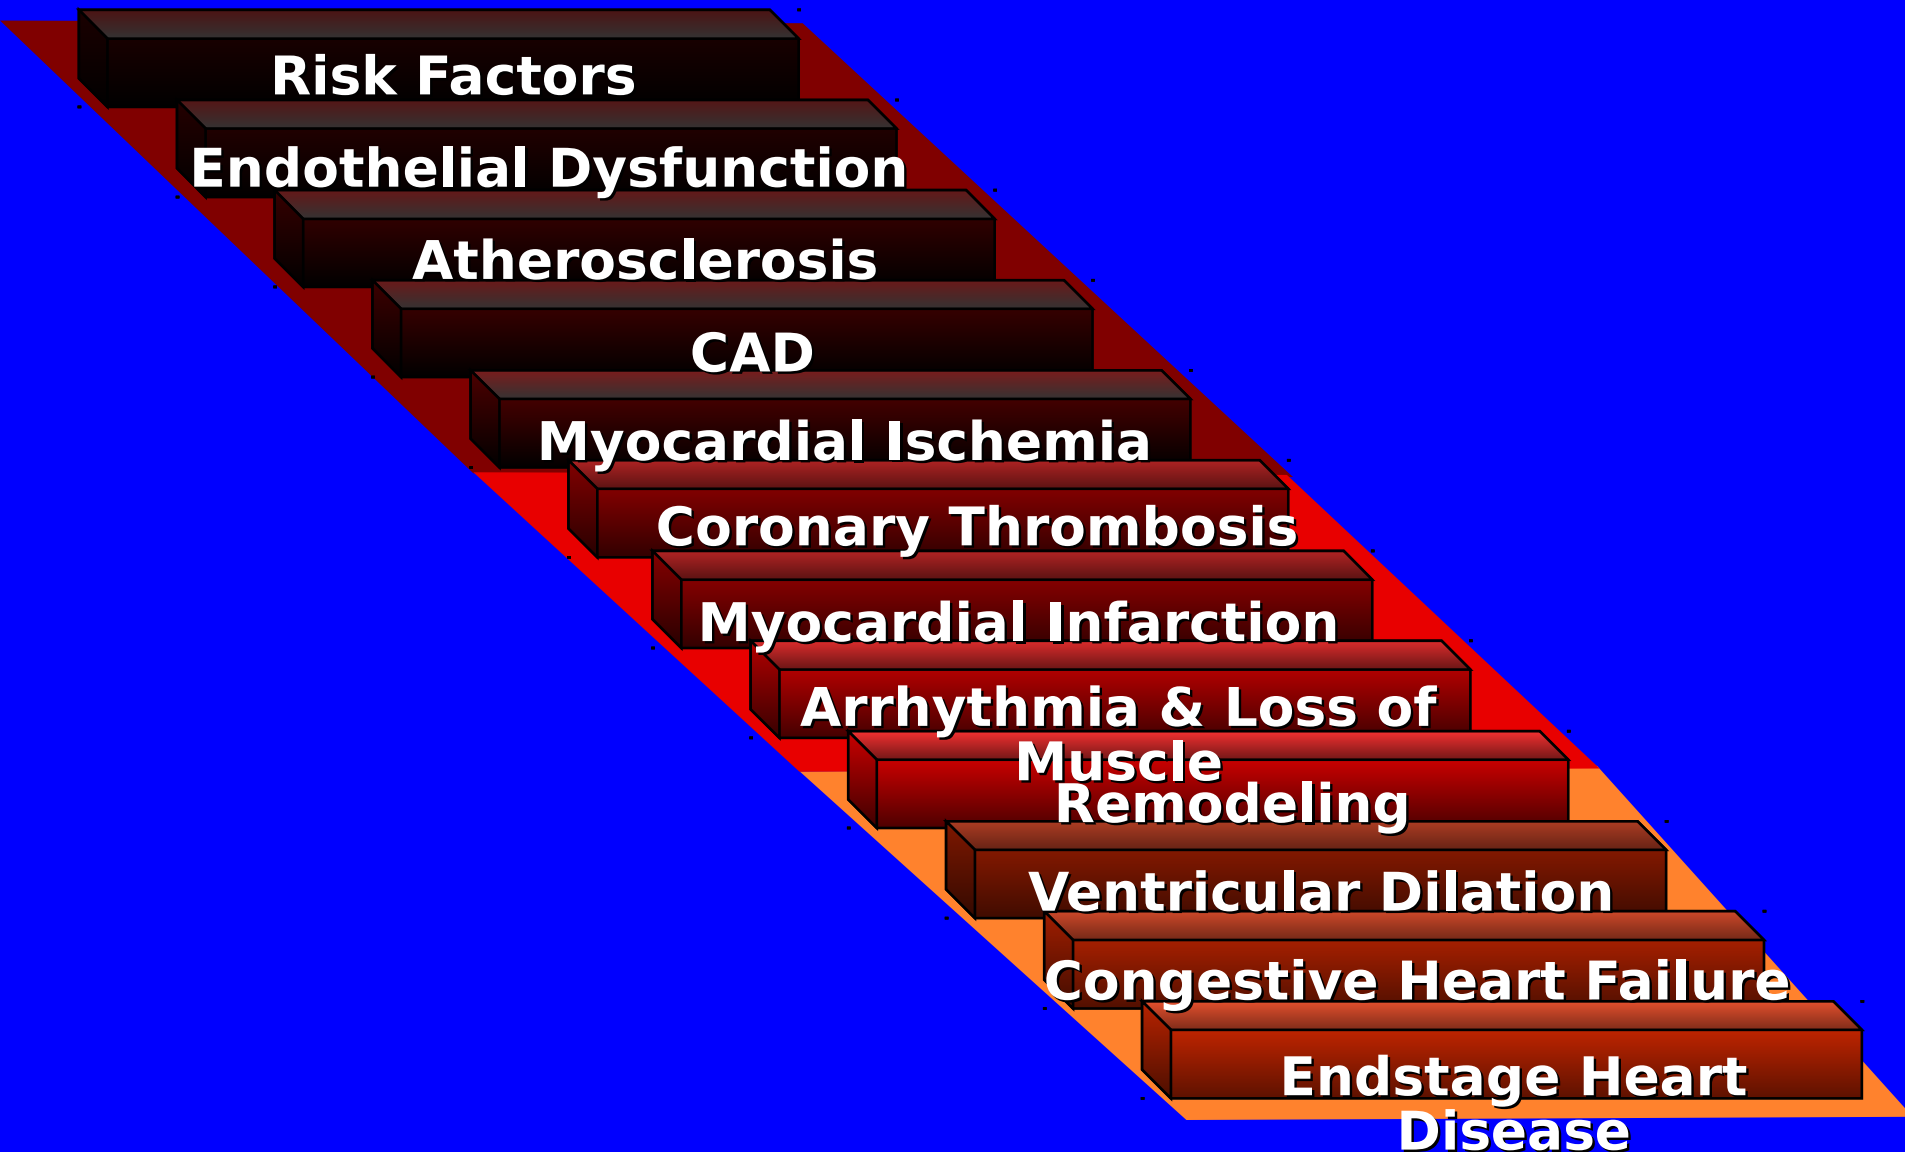 Risk Factors
Endothelial Dysfunction
Atherosclerosis
CAD
Myocardial Ischemia
Coronary Thrombosis
Myocardial Infarction
Arrhythmia & Loss of
Muscle
Remodeling
Ventricular Dilation
Congestive Heart Failure
Endstage Heart
Disease